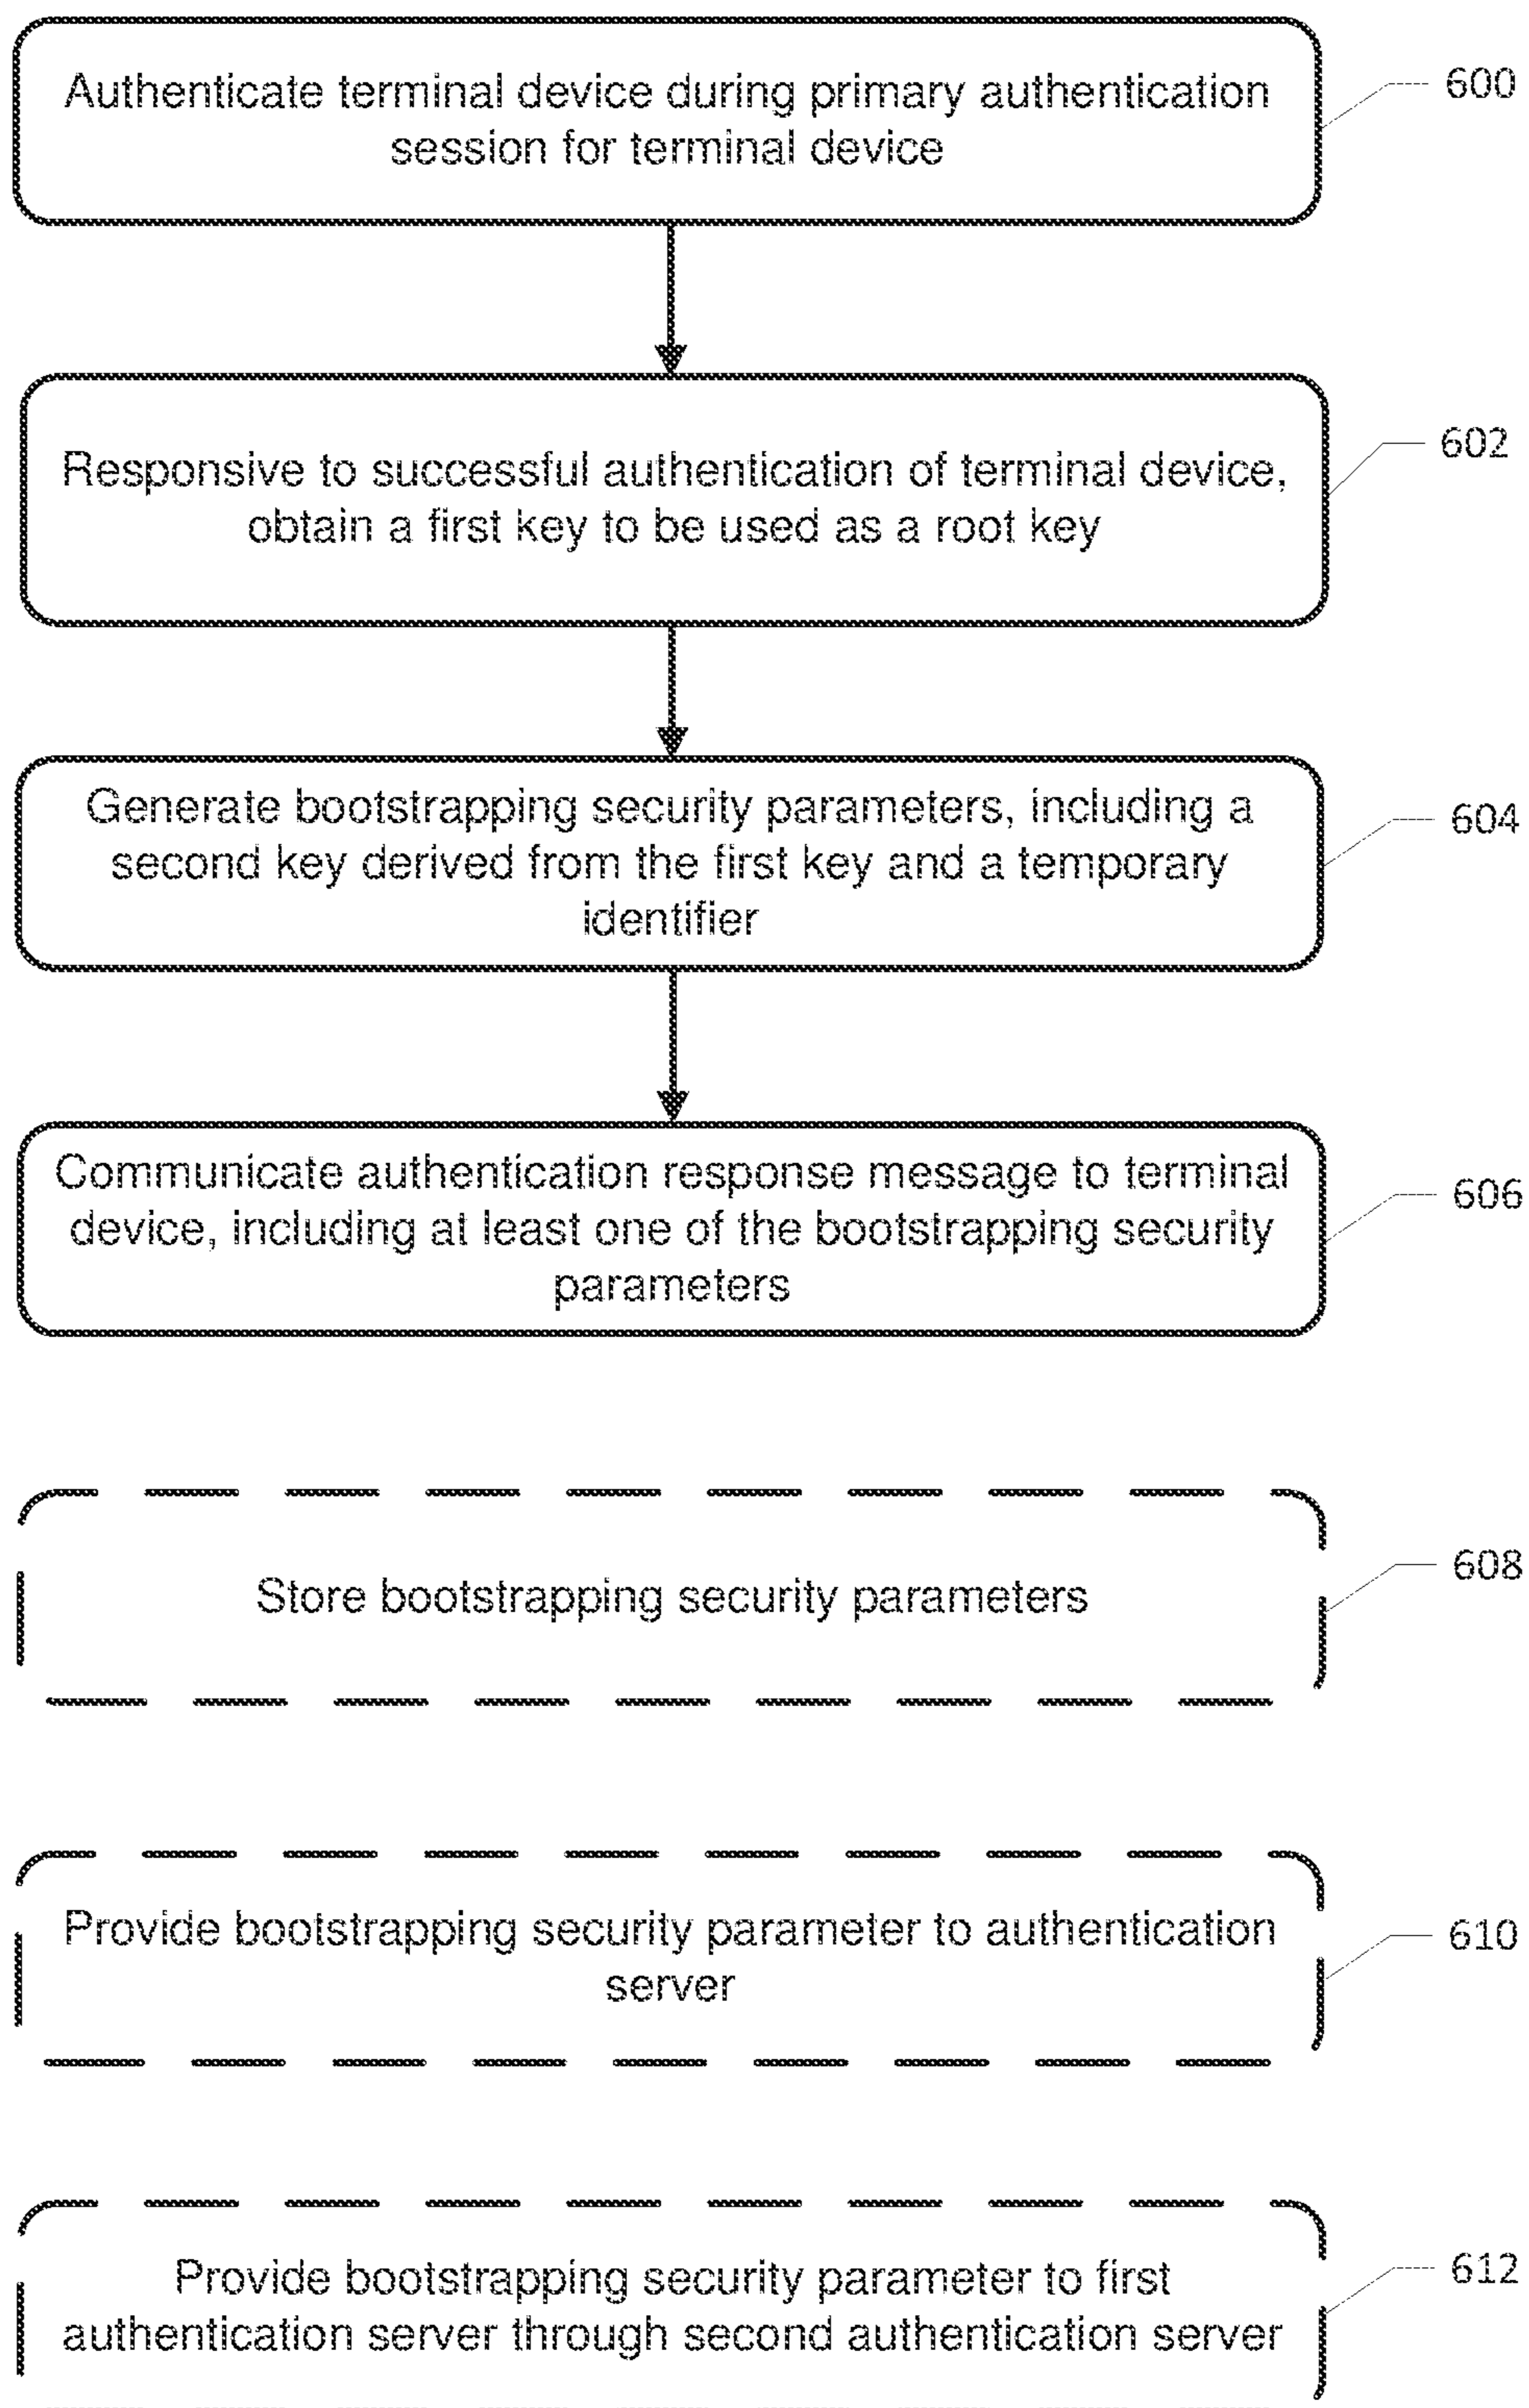 Authenticate terminal device during primary authentication
session for terminal device
600
Responsive to successful authentication of terminal device,
obtain a first key to be used as a root key
602
Generate bootstrapping security parameters, including a
second key derived from the first key and a temporary
identifier
604
Communicate authentication response message to terminal
device, including at least one of the bootstrapping security
parameters
606
Store bootstrapping security parameters
608
Provide bootstrapping security parameter to authentication
server
610
Provide bootstrapping security parameter to first
authentication server through second authentication server
612